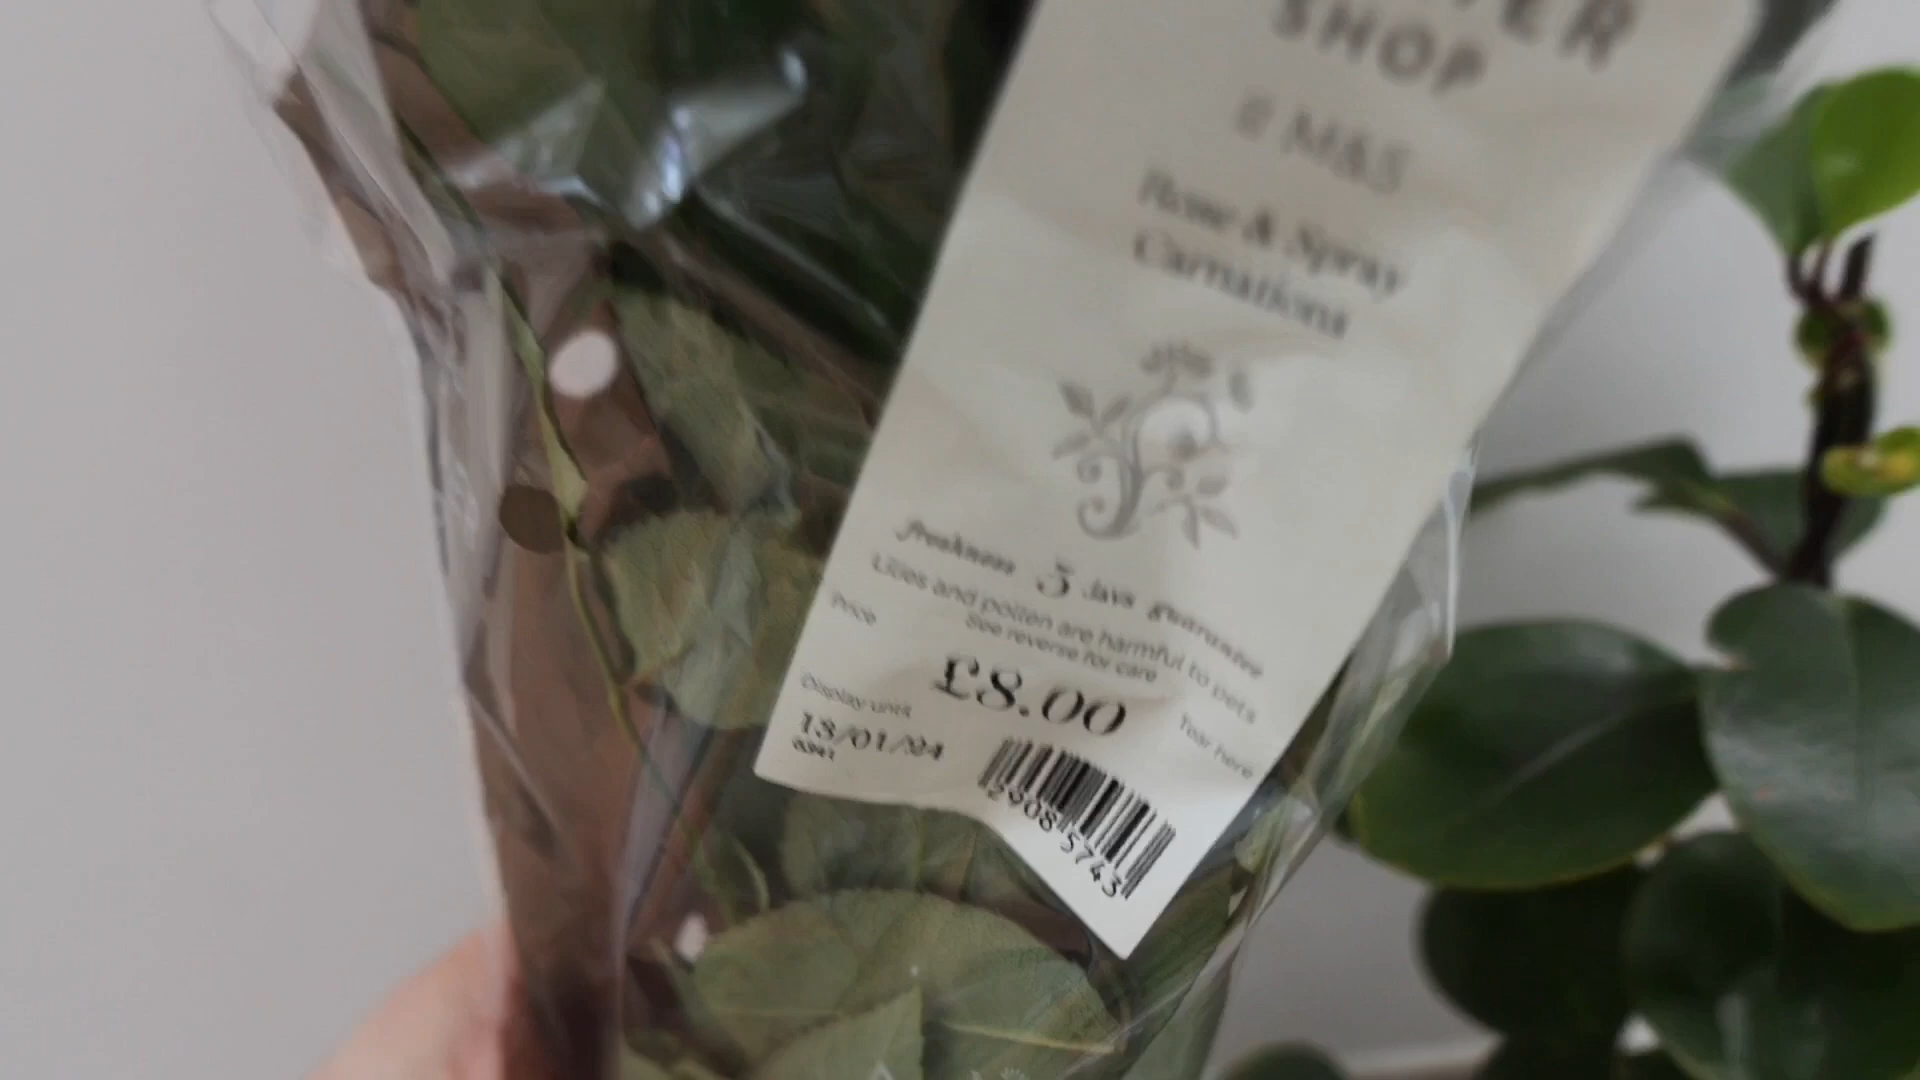 SHOP
M&S
Rose & Spray
Carnations
freshness 5 days guarantee
Lilies and pollen are harmful to pets
See reverse for care
Price
£8.00
Display until
13/01/24
Tear here
29085743